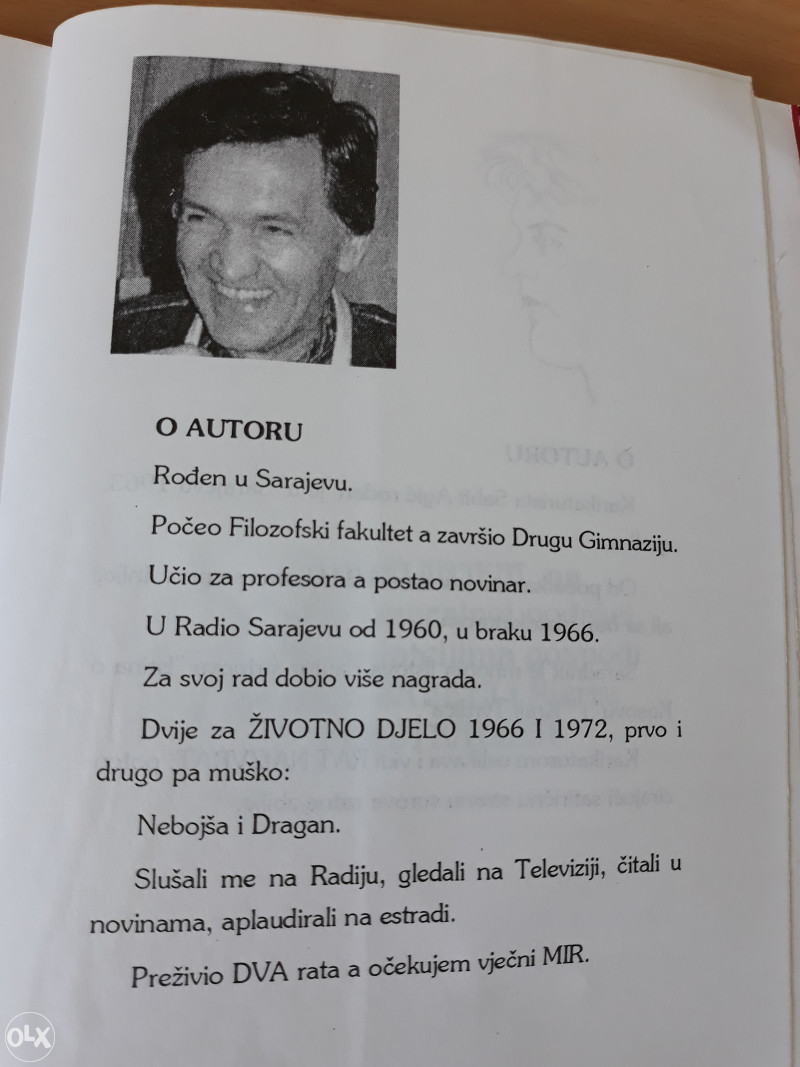 O AUTORU
Rođen u Sarajevu.
Počeo Filozofski fakultet a završio Drugu Gimnaziju.
Učio za profesora a postao novinar.
U Radio Sarajevu od 1960, u braku 1966.
Za svoj rad dobio više nagrada.
Dvije za ŽIVOTNO DJELO 1966 I 1972, prvo i
drugo pa muško:
Nebojša i Dragan.
Slušali me na Radiju, gledali na Televiziji, čitali u
novinama, aplaudirali na estradi.
Preživio DVA rata a očekujem vječni MIR.
OLX